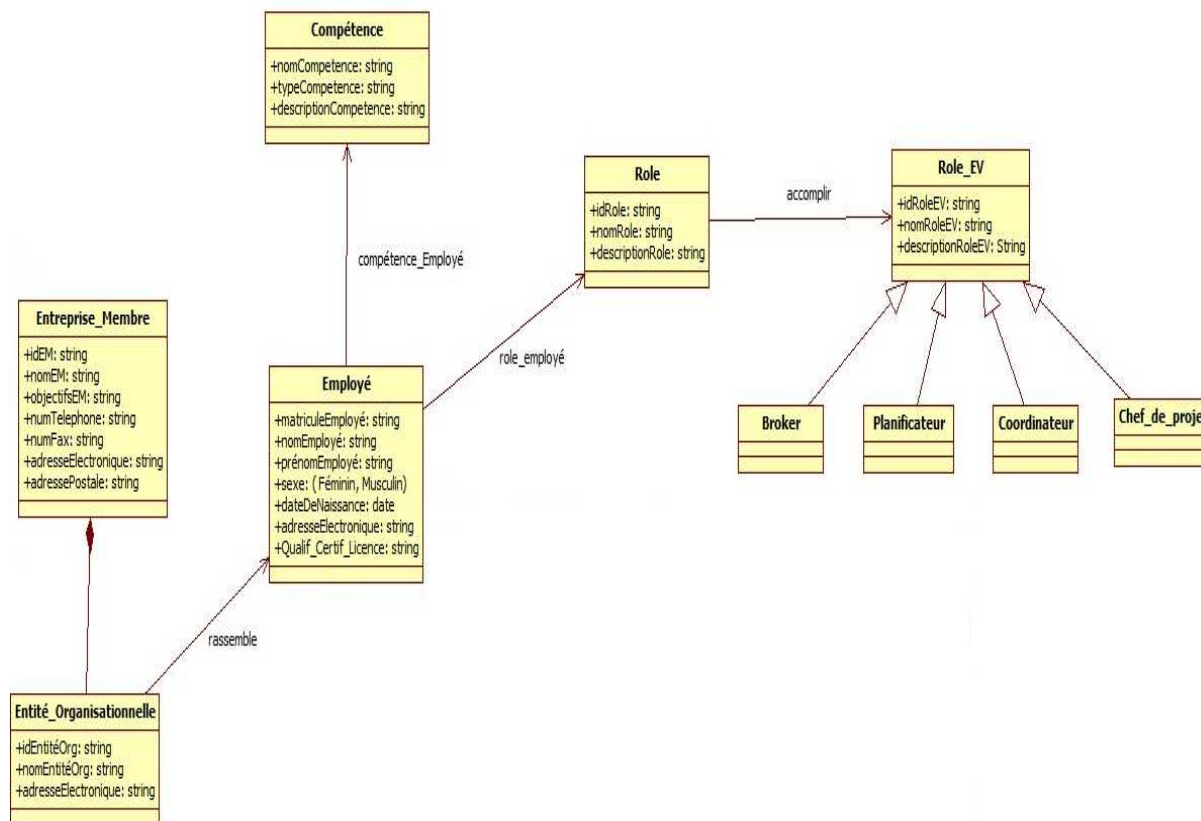 Compétence
+nomCompetence: string
+typeCompetence: string
+descriptionCompetence: string
compétence_Employé
Role
+idRole: string
+nomRole: string
+descriptionRole: string
accomplir
Role_EV
+idRoleEV: string
+nomRoleEV: string
+descriptionRoleEV: String
role_employé
Entreprise_Membre
+idEM: string
+nomEM: string
+objectifsEM: string
+numTelephone: string
+numFax: string
+adresseElectronique: string
+adressePostale: string
Employé
+matriculeEmployé: string
+nomEmployé: string
+prénomEmployé: string
+sexe: ( Féminin, Musculin)
+dateDeNaissance: date
+adresseElectronique: string
+Qualif_Certif_Licence: string
Broker
Planificateur
Coordinateur
Chef_de_proje
rassemble
Entité_Organisationnelle
+idEntitéOrg: string
+nomEntitéOrg: string
+adresseElectronique: string